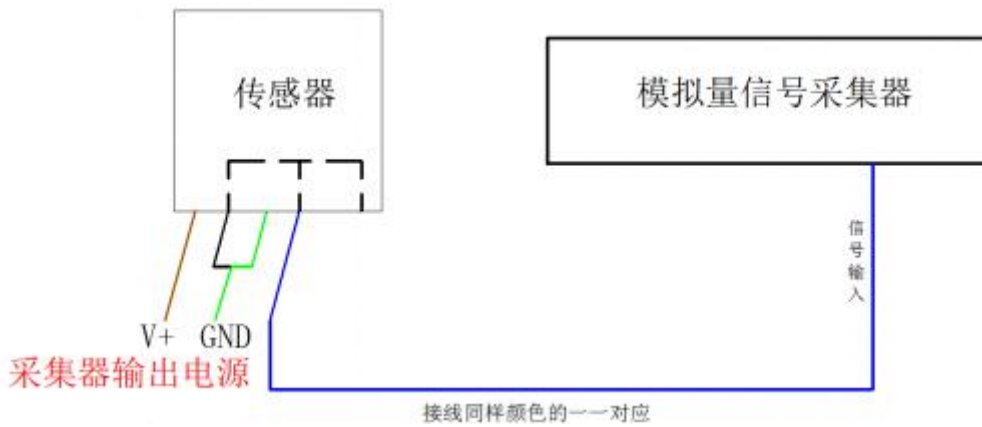 传感器
模拟量信号采集器
信号输入
V+ GND
采集器输出电源
接线同样颜色的一一对应